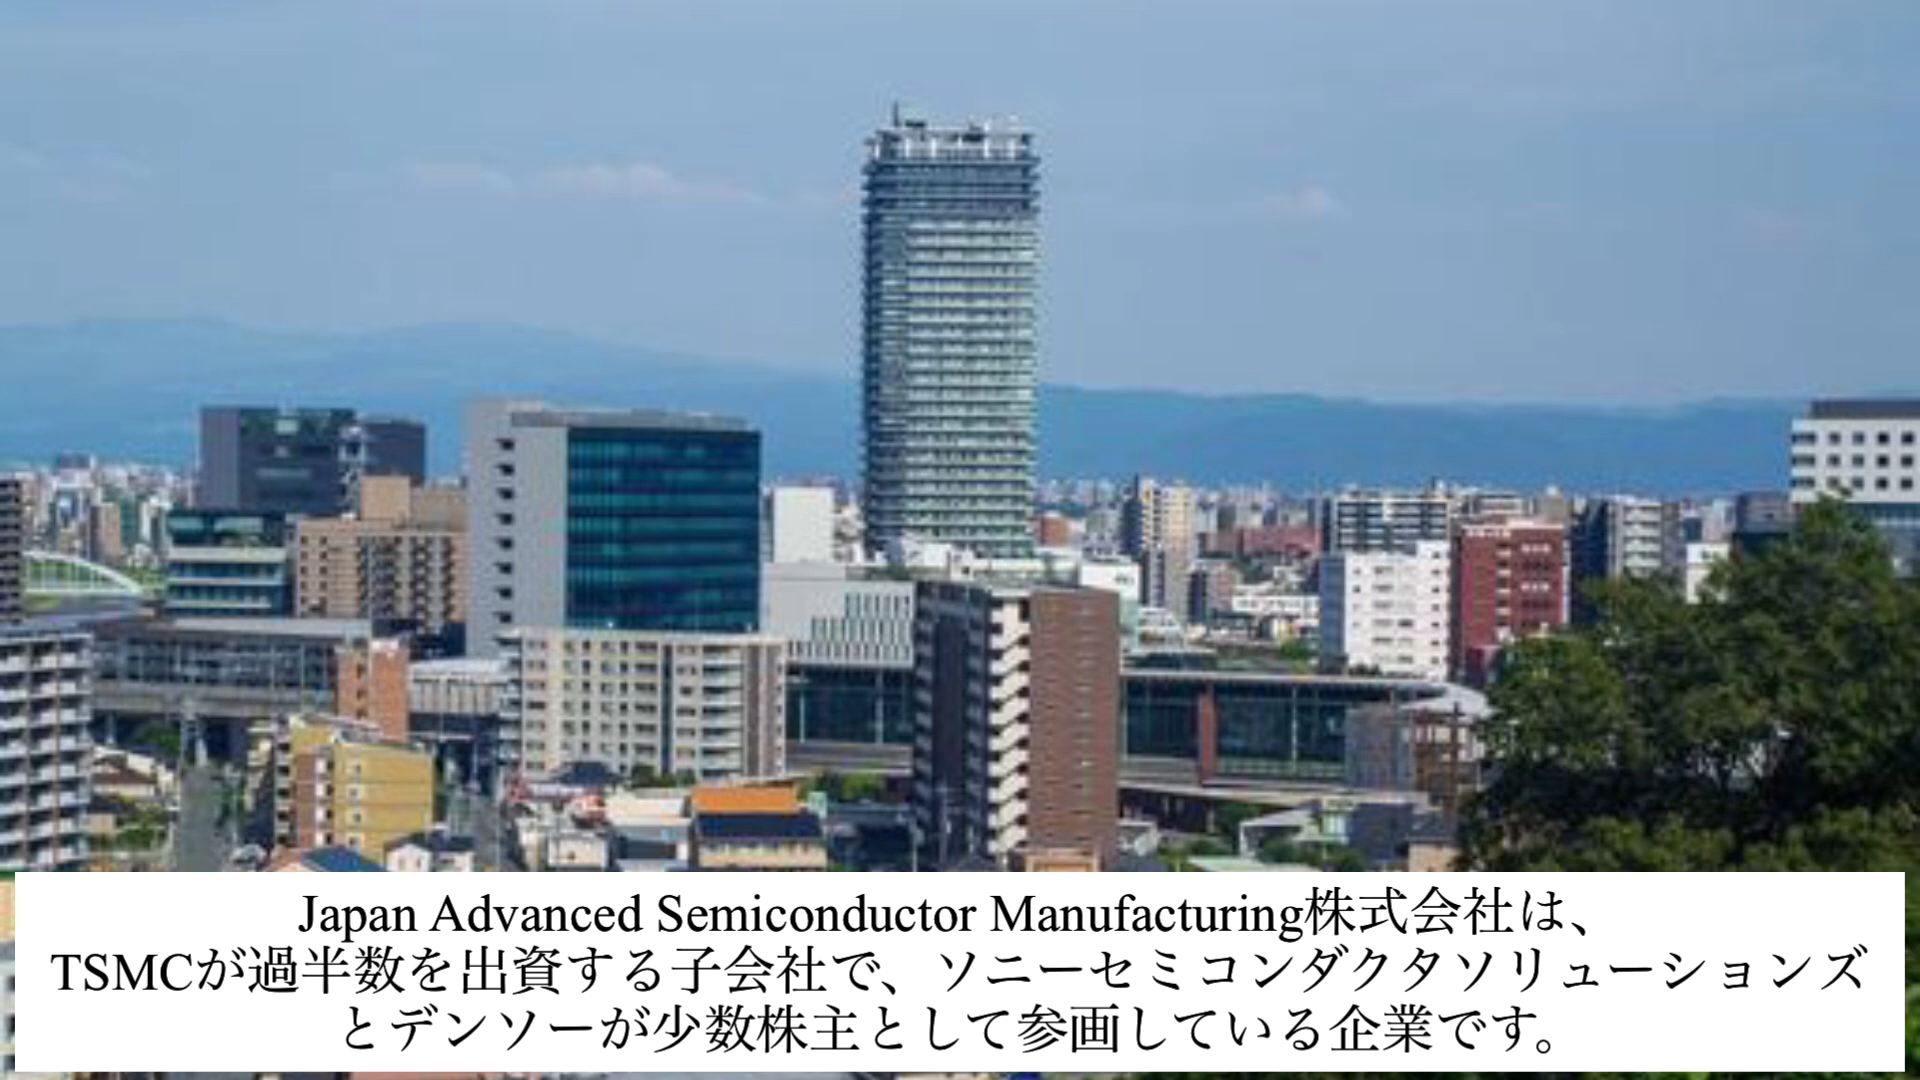 Japan Advanced Semiconductor Manufacturing株式会社は、
TSMCが過半数を出資する子会社で、ソニーセミコンダクタソリューションズ
とデンソーが少数株主として参画している企業です。